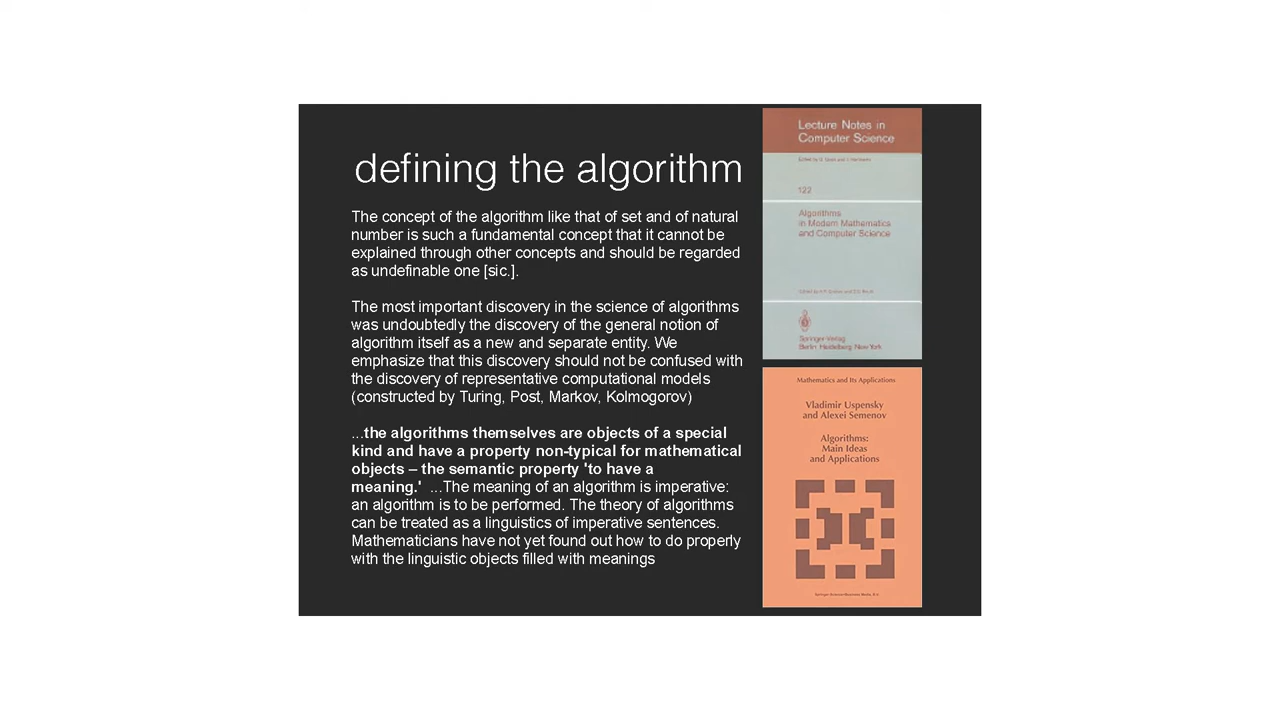 defining the algorithm
The concept of the algorithm like that of set and of natural
number is such a fundamental concept that it cannot be
explained through other concepts and should be regarded
as undefinable one [sic.].
The most important discovery in the science of algorithms
was undoubtedly the discovery of the general notion of
algorithm itself as a new and separate entity. We
emphasize that this discovery should not be confused with
the discovery of representative computational models
(constructed by Turing, Post, Markov, Kolmogorov)
...the algorithms themselves are objects of a special
kind and have a property non-typical for mathematical
objects – the semantic property 'to have a
meaning.' ...The meaning of an algorithm is imperative:
an algorithm is to be performed. The theory of algorithms
can be treated as a linguistics of imperative sentences.
Mathematicians have not yet found out how to do properly
with the linguistic objects filled with meanings
Lecture Notes in
Computer Science
Edited by
122
Algorithms
in Modern Mathematics
and Computer Science
Edited by
Springer-Verlag
Berlin Heidelberg New York
Mathematics and Its Applications
Vladimir Uspensky
and Alexei Semenov
Algorithms:
Main Ideas
and Applications